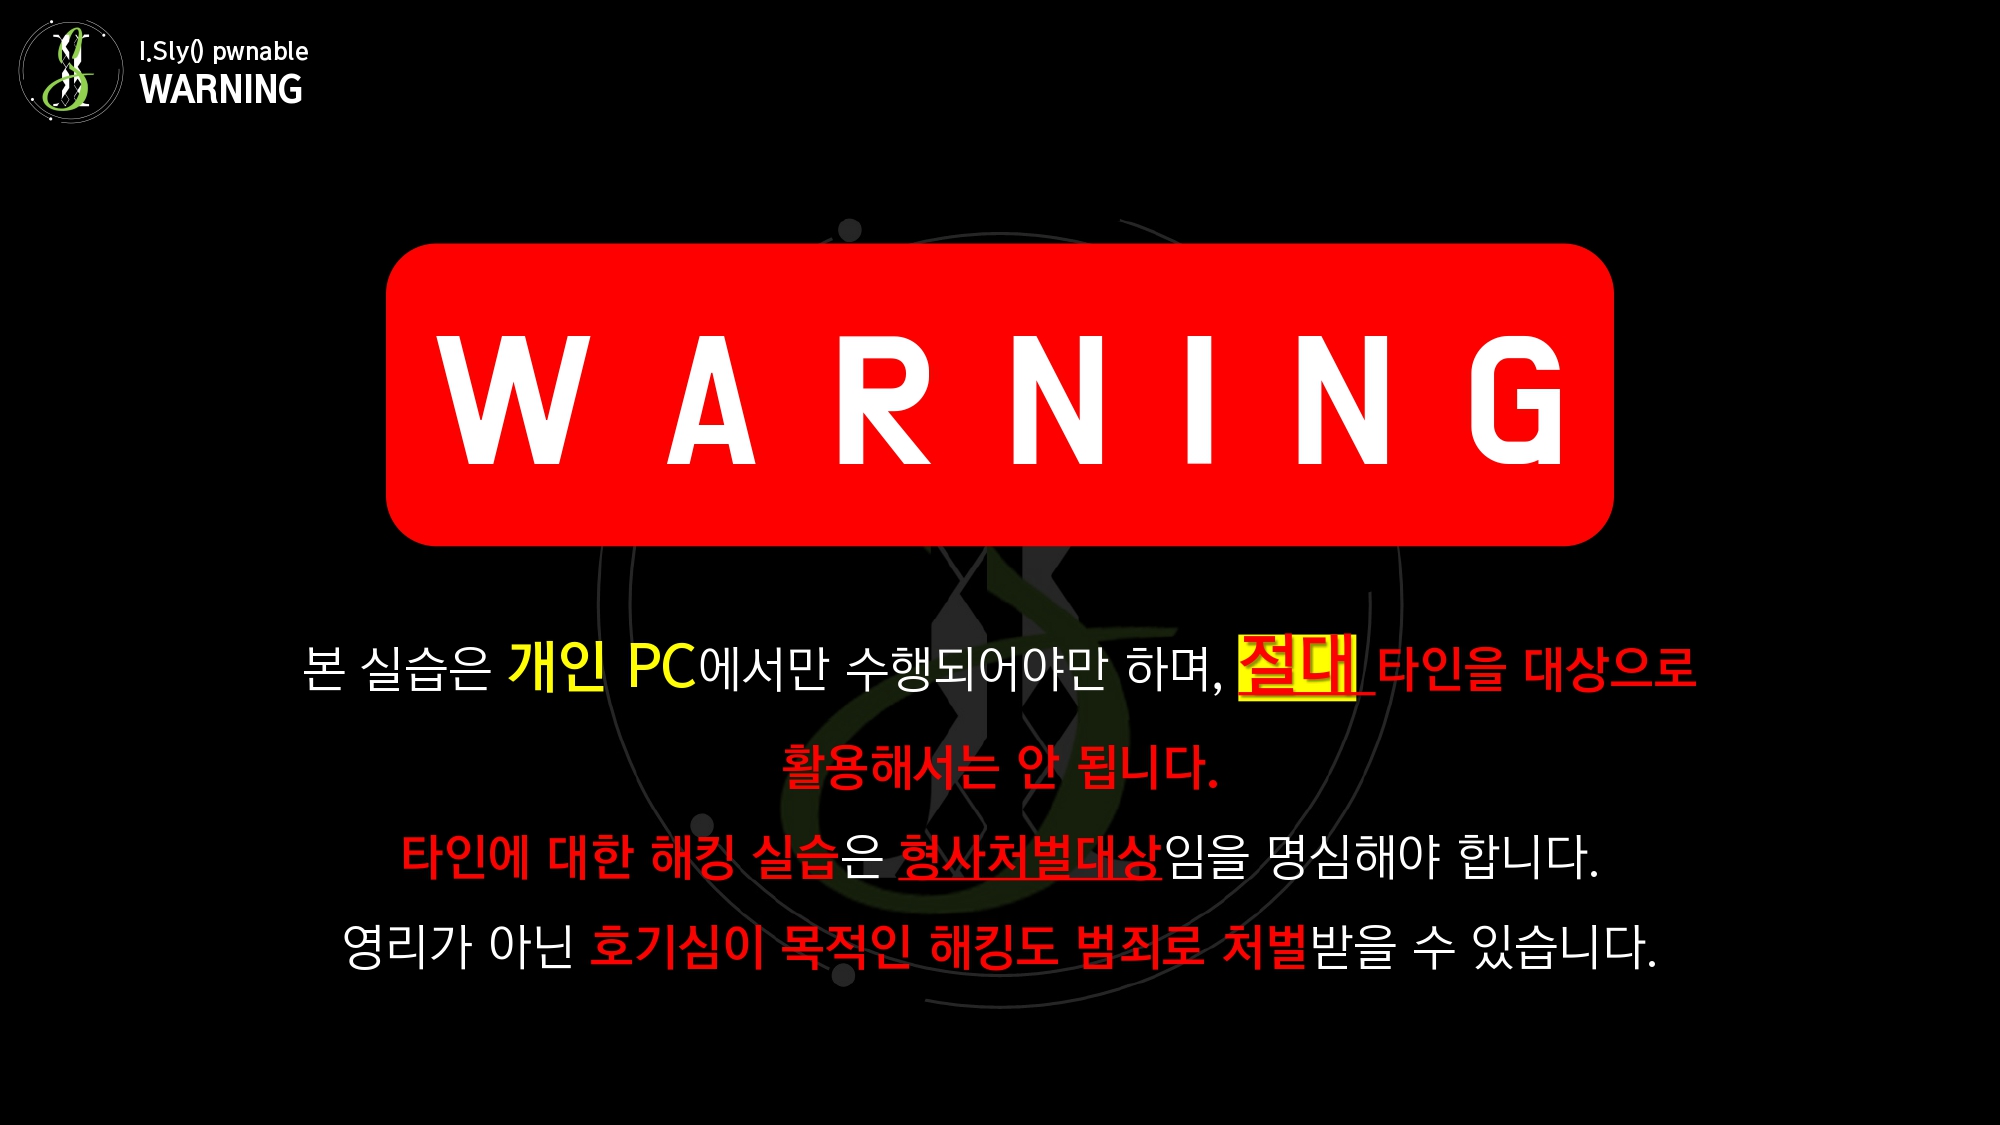 I.Sly() pwnable
WARNING
WARNING
본 실습은 개인 PC에서만 수행되어야만 하며, 절대 타인을 대상으로
활용해서는 안 됩니다.
타인에 대한 해킹 실습은 형사처벌대상임을 명심해야 합니다.
영리가 아닌 호기심이 목적인 해킹도 범죄로 처벌받을 수 있습니다.